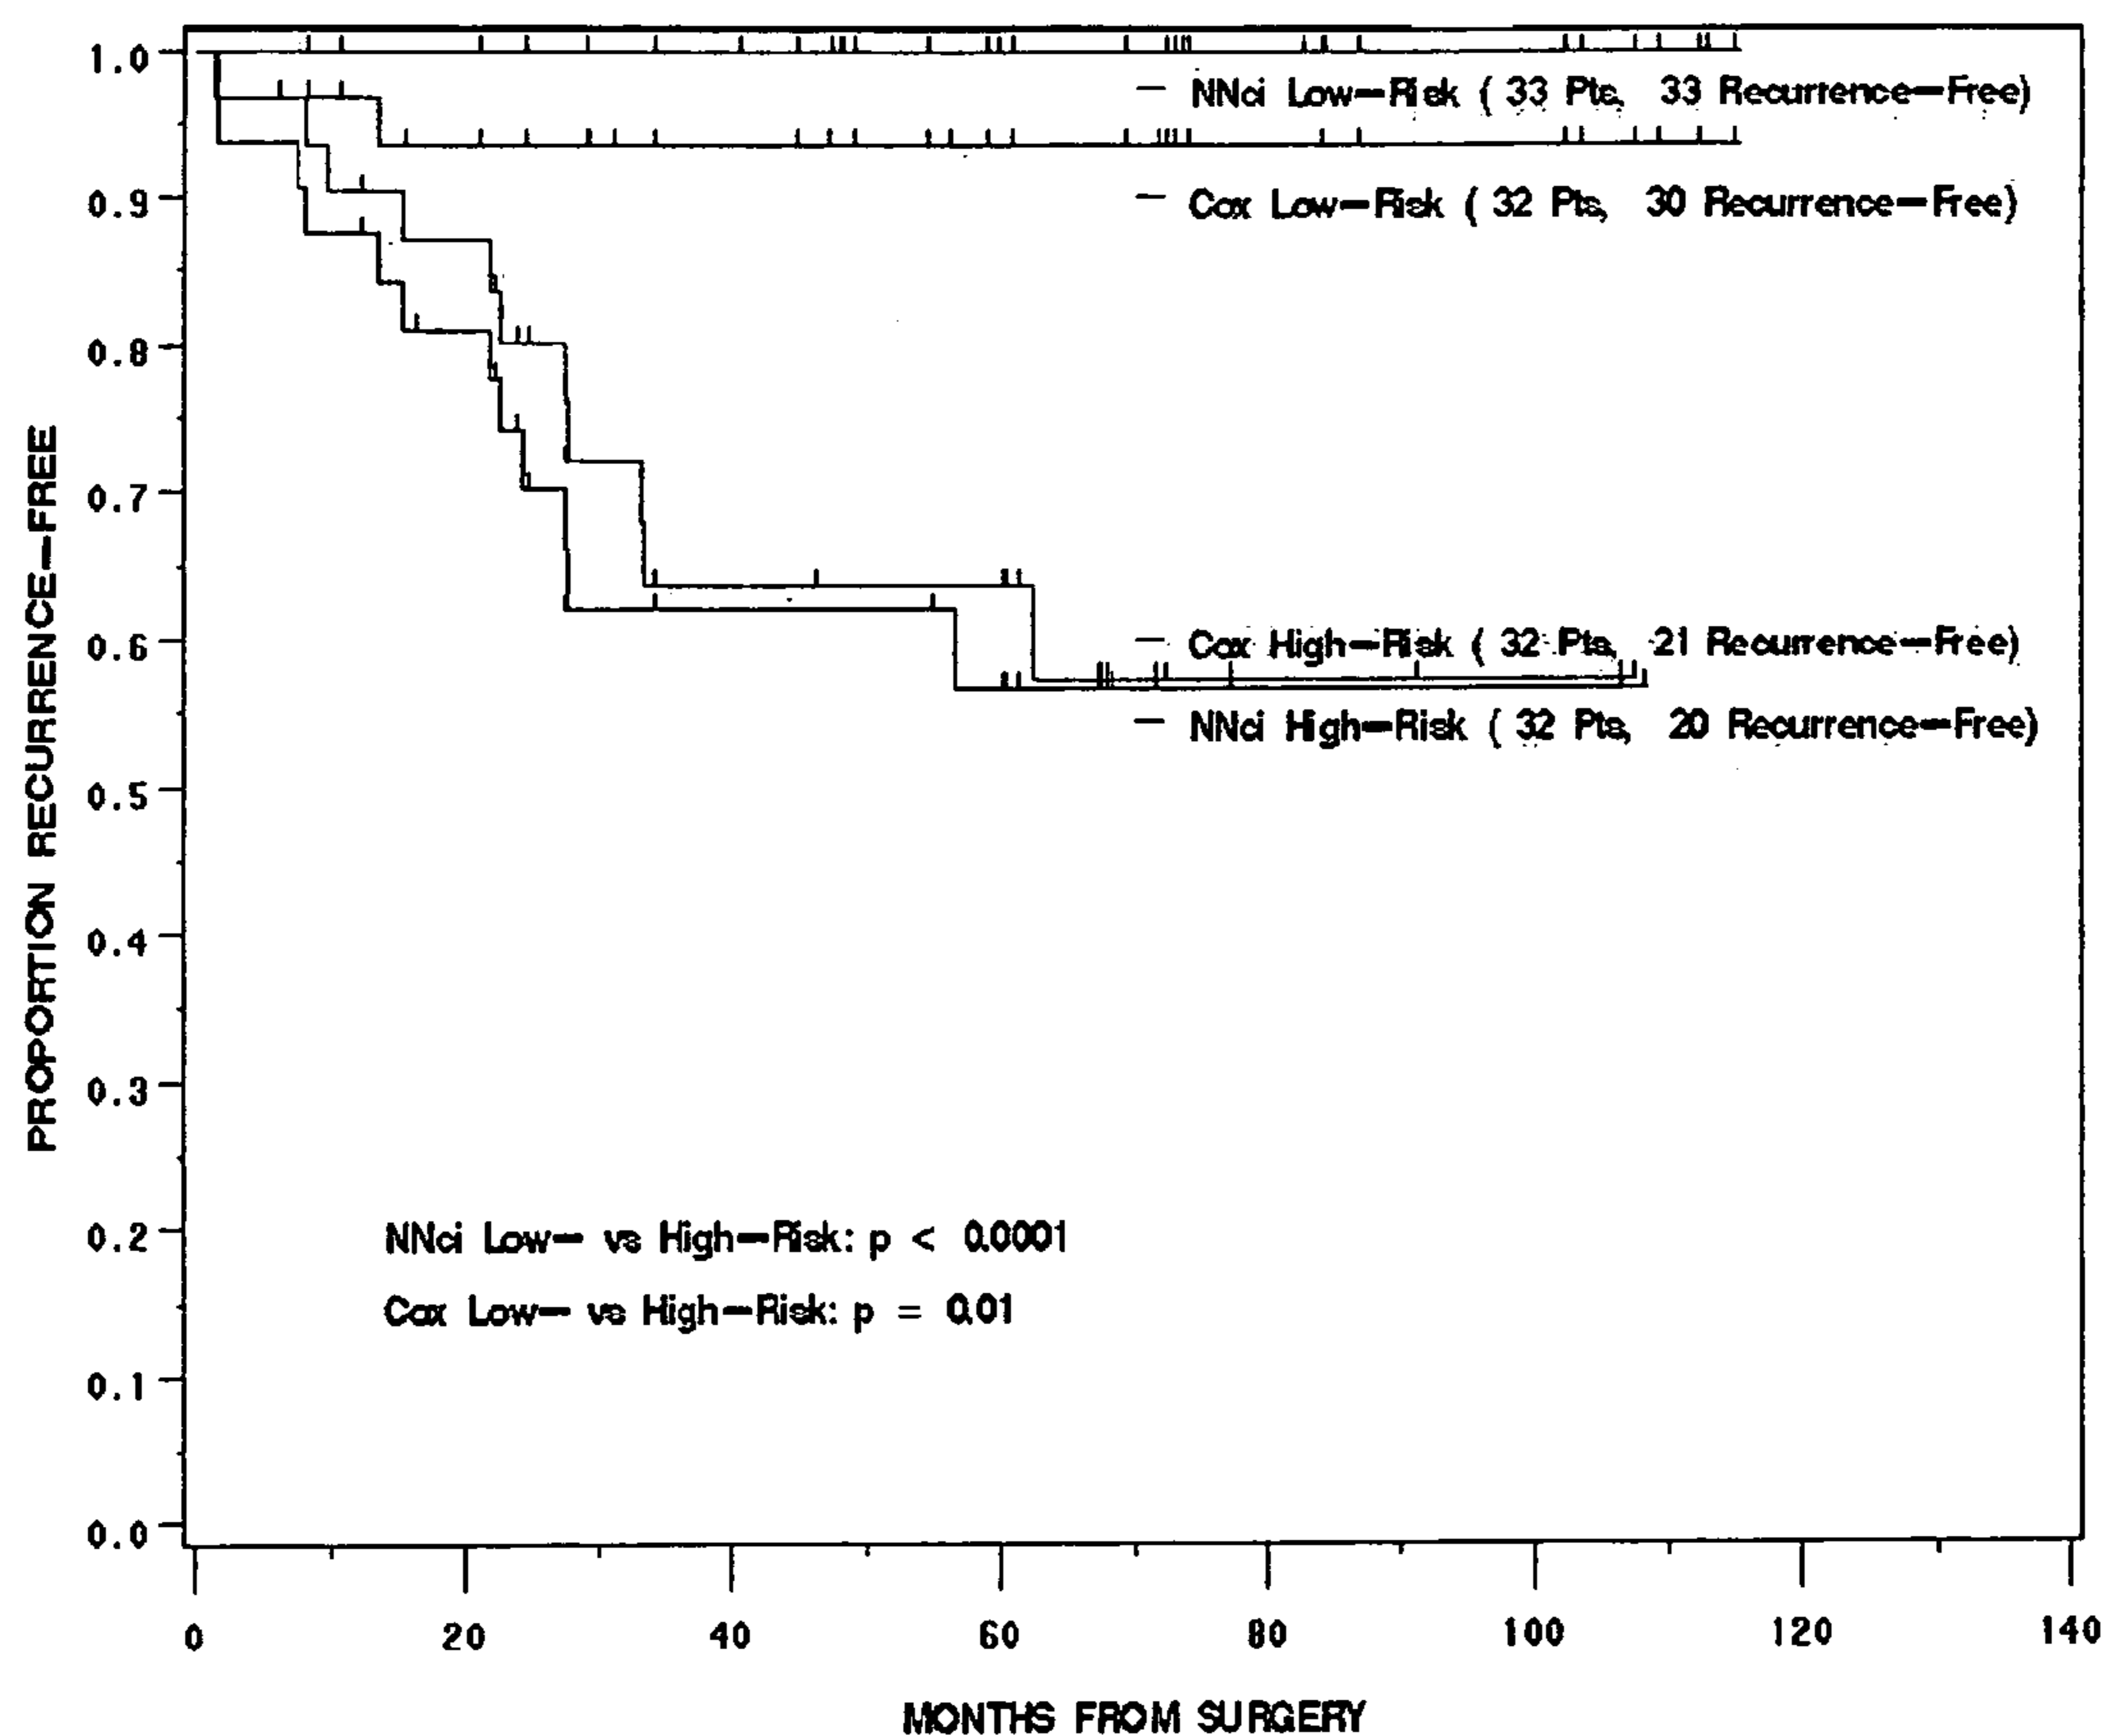 PROPORTION RECURRENCE-FREE
1.0
0.9
0.8
0.7
0.6
0.5
0.4
0.3
0.2
0.1
0.0
NNci Low-Risk ( 33 Pts, 33 Recurrence-Free)
Cox Low-Risk ( 32 Pts, 30 Recurrence-Free)
Cox High-Risk ( 32 Pts, 21 Recurrence-Free)
NNci High-Risk ( 32 Pts, 20 Recurrence-Free)
NNci Low- vs High-Risk: p < 0.0001
Cox Low- vs High-Risk: p = 0.01
0 20 40 60 80 100 120 140
MONTHS FROM SURGERY